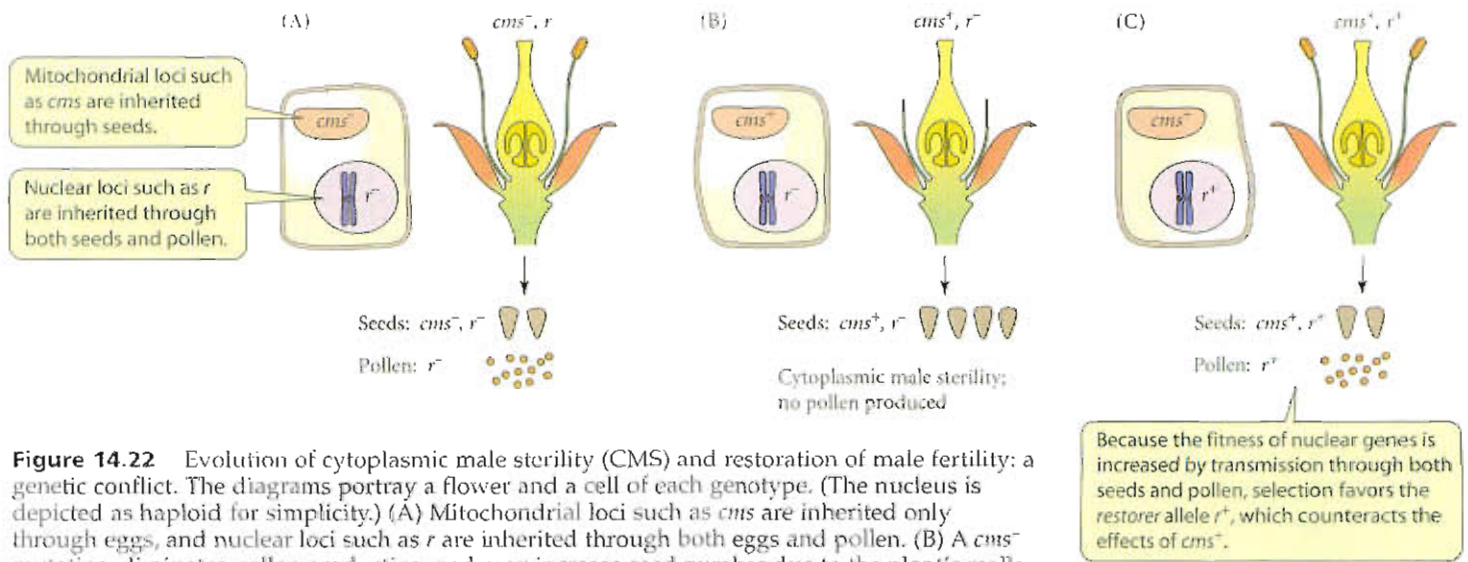 (A)
cms⁻, r
(B)
cms⁺, r⁻
(C)
cms⁺, r⁺
Mitochondrial loci such
as cms are inherited
through seeds.
Nuclear loci such as r
are inherited through
both seeds and pollen.
cms⁻
r⁻
cms⁺
r⁻
cms⁺
r⁺
Seeds: cms⁻, r⁻
Pollen: r⁻
Seeds: cms⁺, r⁻
Cytoplasmic male sterility;
no pollen produced
Seeds: cms⁺, r⁺
Pollen: r⁺
Because the fitness of nuclear genes is
increased by transmission through both
seeds and pollen, selection favors the
restorer allele r⁺, which counteracts the
effects of cms⁺.
Figure 14.22 Evolution of cytoplasmic male sterility (CMS) and restoration of male fertility: a
genetic conflict. The diagrams portray a flower and a cell of each genotype. (The nucleus is
depicted as haploid for simplicity.) (A) Mitochondrial loci such as cms are inherited only
through eggs, and nuclear loci such as r are inherited through both eggs and pollen. (B) A cms⁻